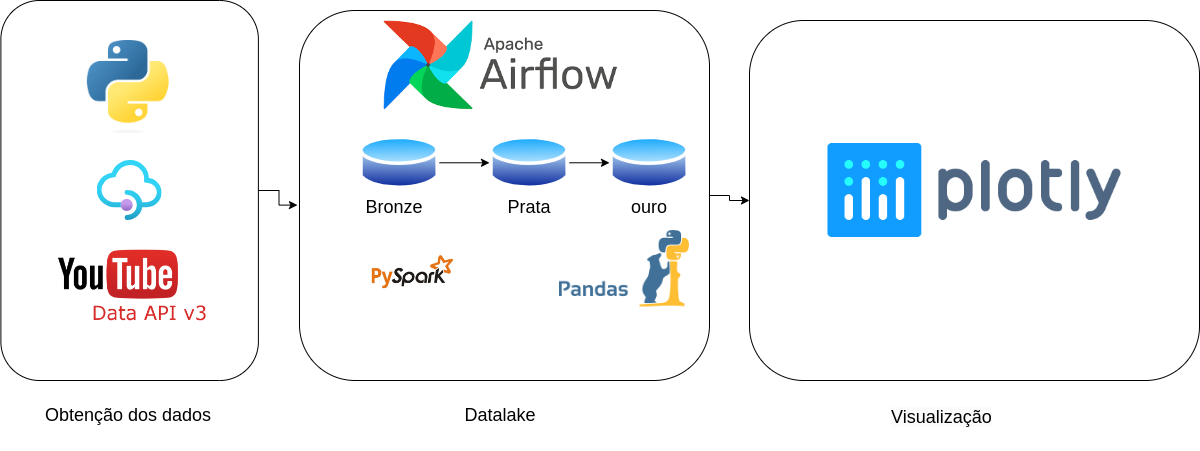 YouTube
Data API v3
Obtenção dos dados
Apache
Airflow
Bronze
Prata
ouro
PySpark
Pandas
Datalake
plotly
Visualização